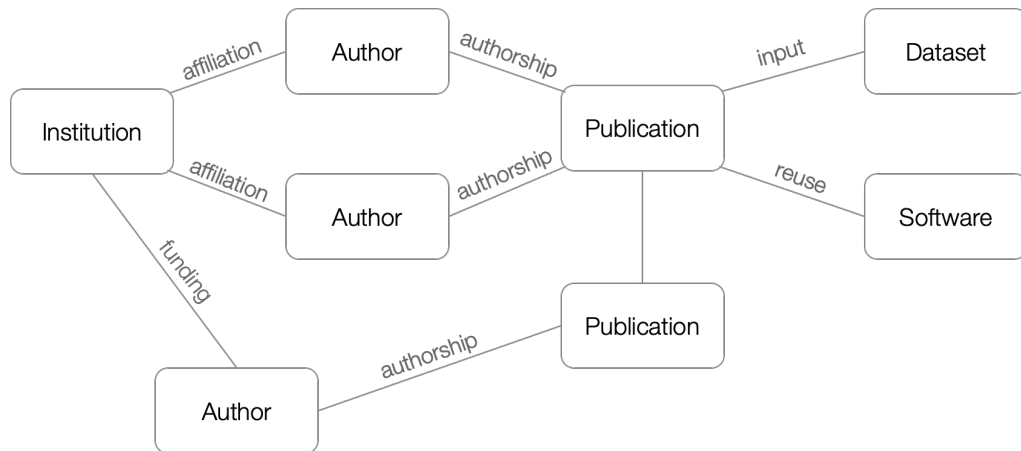 affiliation
Author
authorship
input
Dataset
Institution
Publication
affiliation
Author
authorship
reuse
Software
funding
Publication
authorship
Author